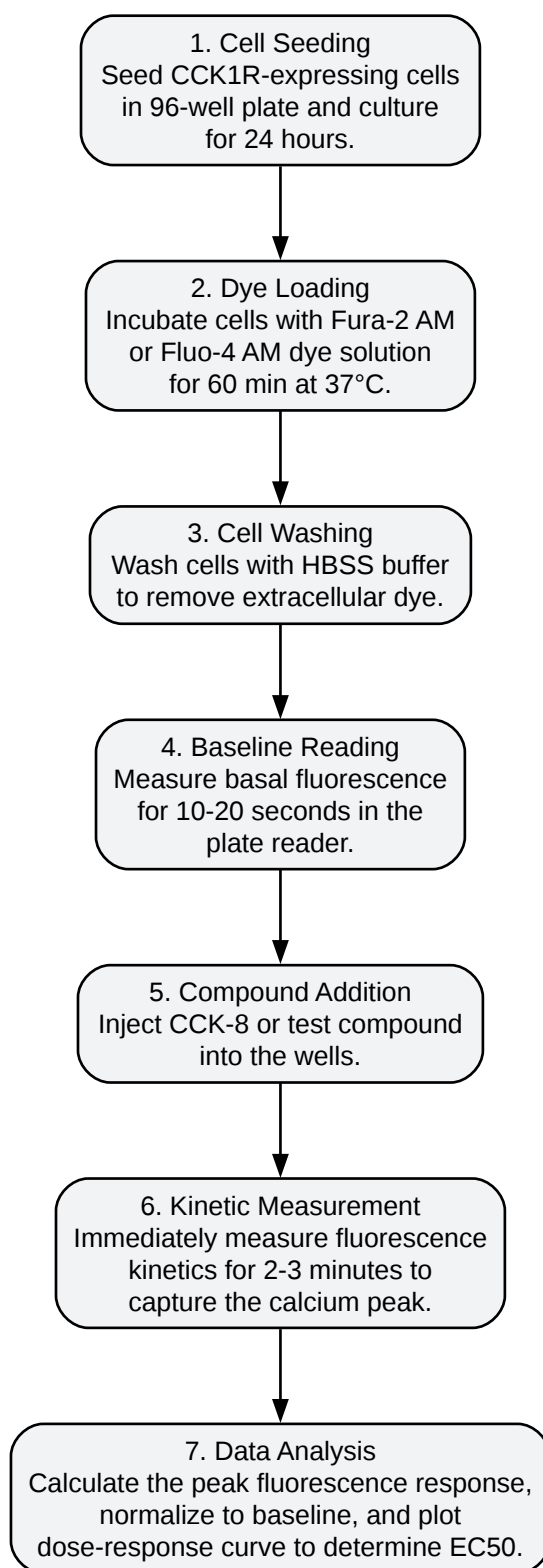 1. Cell Seeding
Seed CCK1R-expressing cells
in 96-well plate and culture
for 24 hours.
2. Dye Loading
Incubate cells with Fura-2 AM
or Fluo-4 AM dye solution
for 60 min at 37°C.
3. Cell Washing
Wash cells with HBSS buffer
to remove extracellular dye.
4. Baseline Reading
Measure basal fluorescence
for 10-20 seconds in the
plate reader.
5. Compound Addition
Inject CCK-8 or test compound
into the wells.
6. Kinetic Measurement
Immediately measure fluorescence
kinetics for 2-3 minutes to
capture the calcium peak.
7. Data Analysis
Calculate the peak fluorescence response,
normalize to baseline, and plot
dose-response curve to determine EC50.